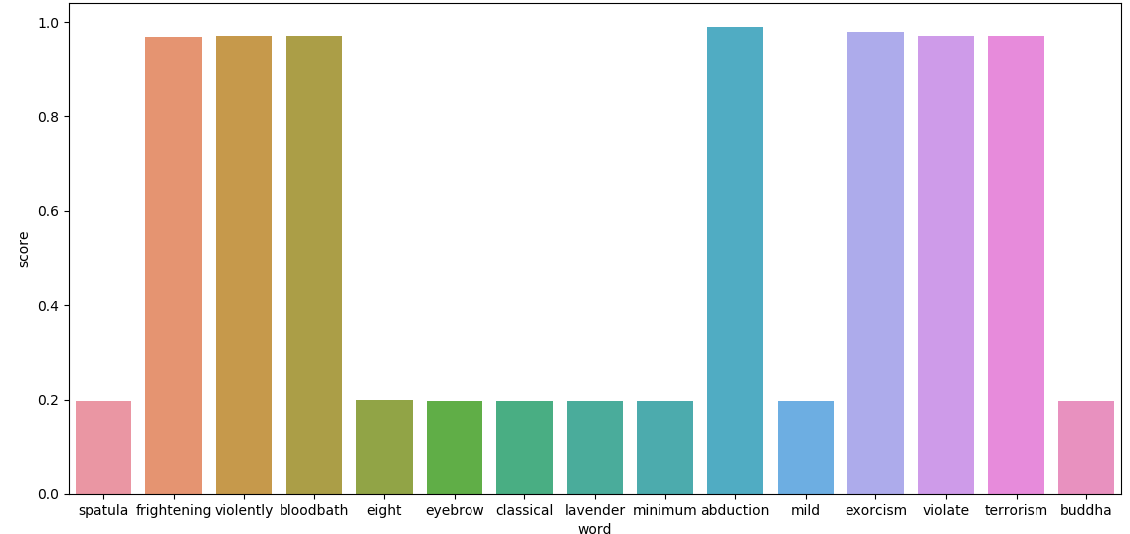 1.0
0.8
0.6
0.4
0.2
0.0
score
spatula frightening violently bloodbath eight eyebrow classical lavender minimum abduction mild exorcism violate terrorism buddha
word